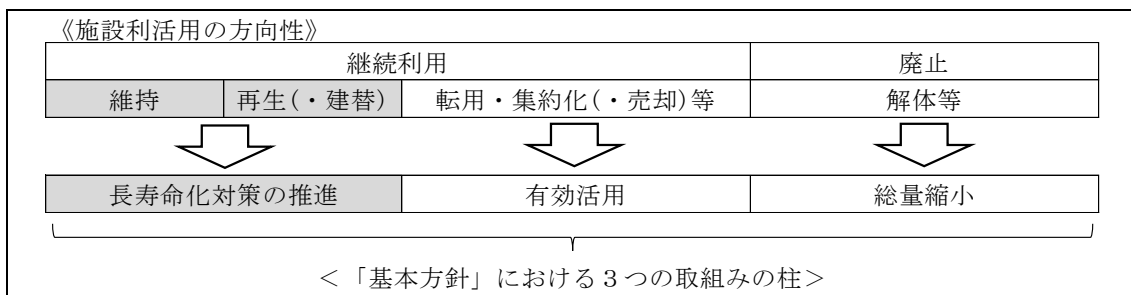 《施設利活用の方向性》
継続利用 廃止
維持 再生(・建替) 転用・集約化(・売却)等 解体等
長寿命化対策の推進 有効活用 総量縮小
＜「基本方針」における３つの取組みの柱＞